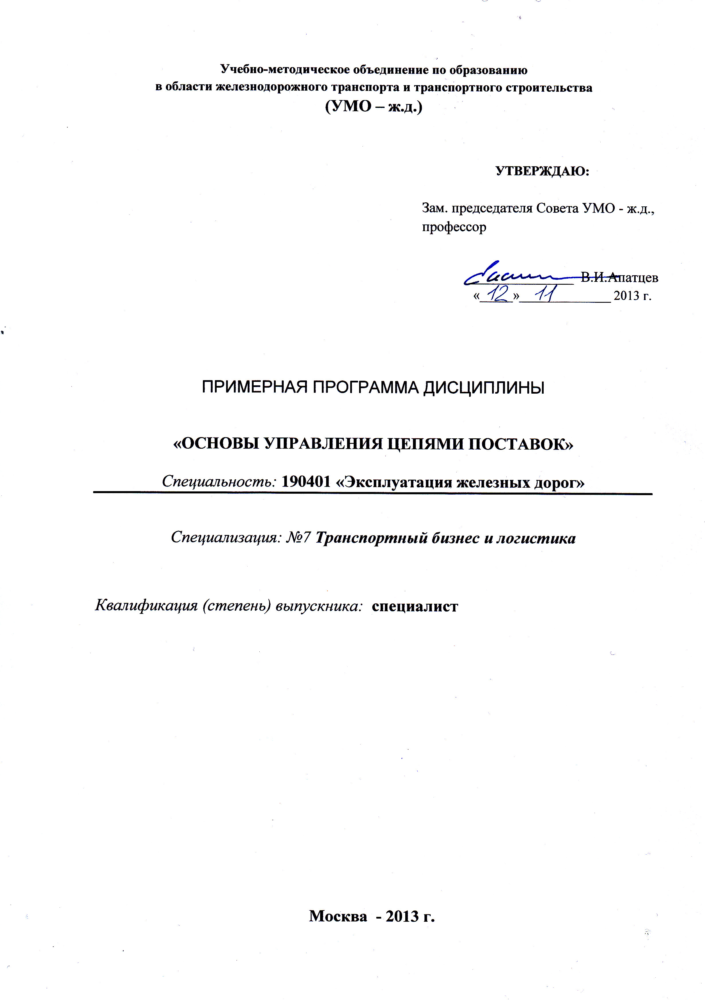 Учебно-методическое объединение по образованию
в области железнодорожного транспорта и транспортного строительства
(УМО – ж.д.)
УТВЕРЖДАЮ:
Зам. председателя Совета УМО - ж.д.,
профессор
В.И.Апатцев
«12» 11 2013 г.
ПРИМЕРНАЯ ПРОГРАММА ДИСЦИПЛИНЫ
«ОСНОВЫ УПРАВЛЕНИЯ ЦЕПЯМИ ПОСТАВОК»
Специальность: 190401 «Эксплуатация железных дорог»
Специализация: №7 Транспортный бизнес и логистика
Квалификация (степень) выпускника: специалист
Москва - 2013 г.